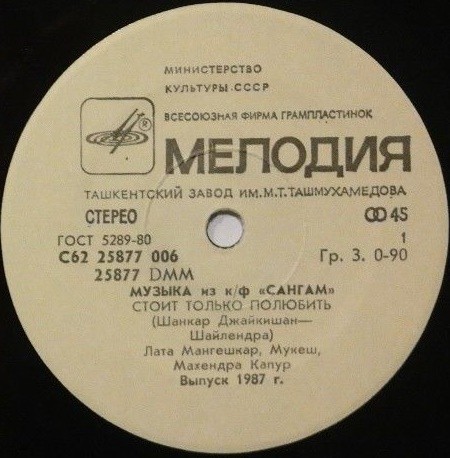 МИНИСТЕРСТВО
КУЛЬТУРЫ СССР
ВСЕСОЮЗНАЯ ФИРМА ГРАМПЛАСТИНОК
®
МЕЛОДИЯ
ТАШКЕНТСКИЙ ЗАВОД ИМ.М.Т.ТАШМУХАМЕДОВА
СТЕРЕО 45
ГОСТ 5289-80 1
С62 25877 006 Гр. 3. 0-90
25877 DMM
МУЗЫКА из к/ф «САНГАМ»
СТОИТ ТОЛЬКО ПОЛЮБИТЬ
(Шанкар Джайкишан—
Шайлендра)
Лата Мангешкар, Мукеш,
Махендра Капур
Выпуск 1987 г.